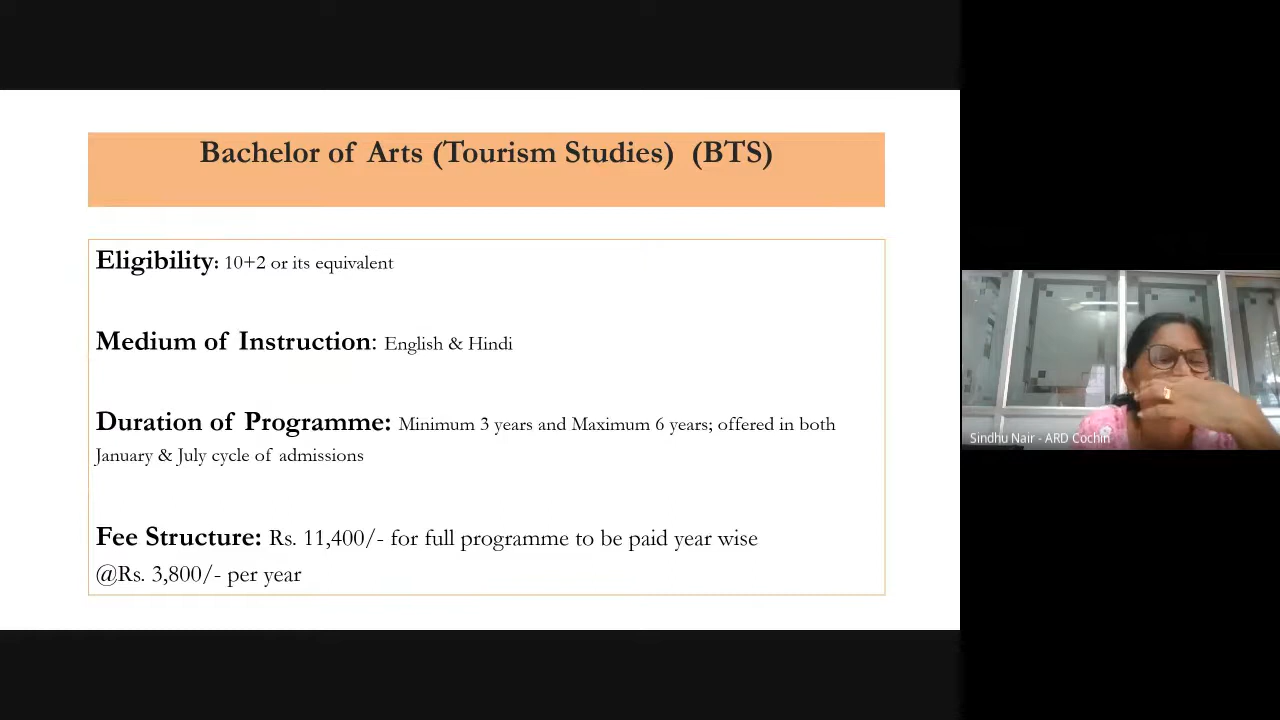 Bachelor of Arts (Tourism Studies) (BTS)
Eligibility: 10+2 or its equivalent
Medium of Instruction: English & Hindi
Duration of Programme: Minimum 3 years and Maximum 6 years; offered in both
January & July cycle of admissions
Fee Structure: Rs. 11,400/- for full programme to be paid year wise
@Rs. 3,800/- per year
Sindhu Nair - ARD Cochin